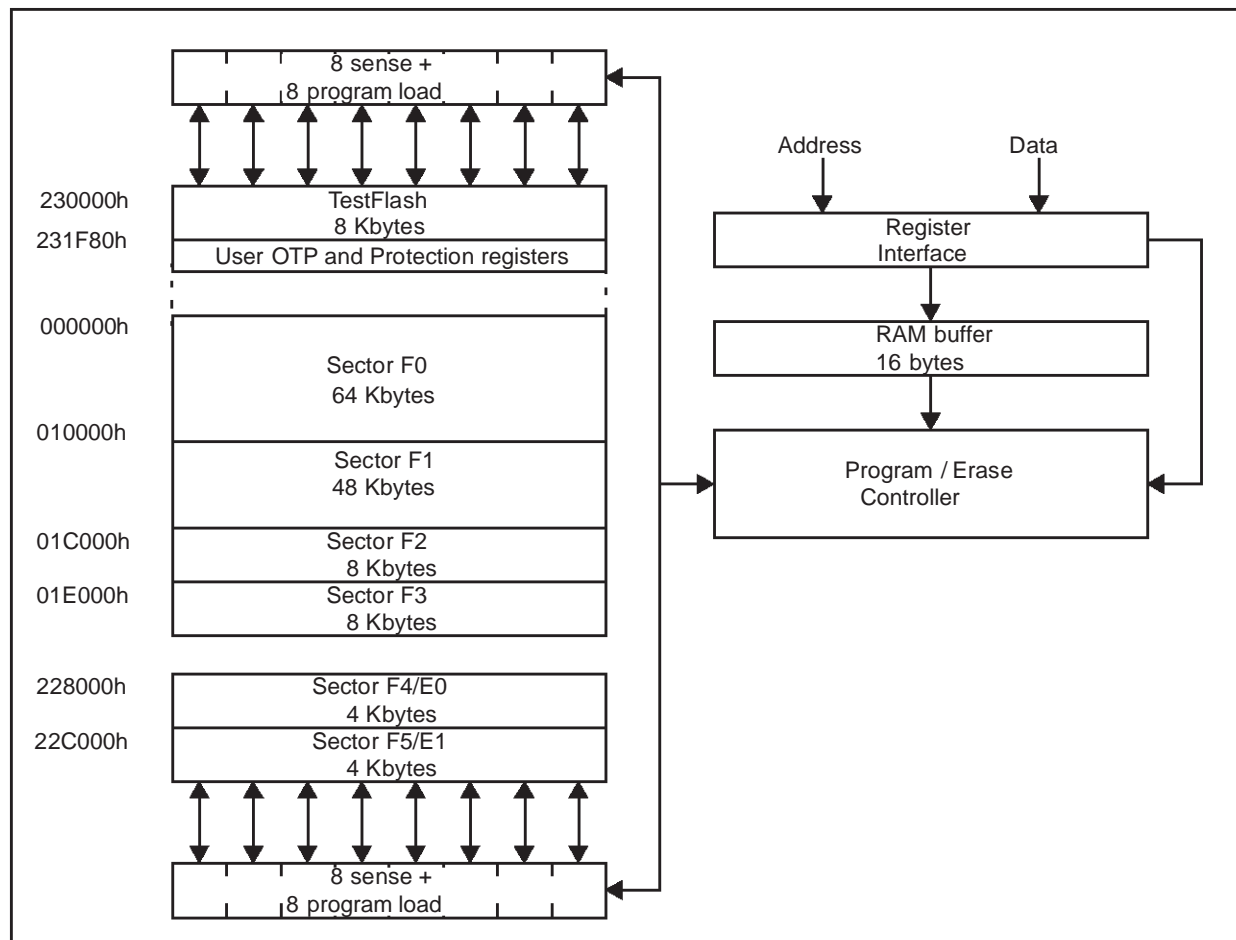 8 sense +
8 program load
230000h
TestFlash
8 Kbytes
231F80h
User OTP and Protection registers
000000h
Sector F0
64 Kbytes
010000h
Sector F1
48 Kbytes
01C000h
Sector F2
8 Kbytes
01E000h
Sector F3
8 Kbytes
228000h
Sector F4/E0
4 Kbytes
22C000h
Sector F5/E1
4 Kbytes
8 sense +
8 program load
Address
Data
Register
Interface
RAM buffer
16 bytes
Program / Erase
Controller